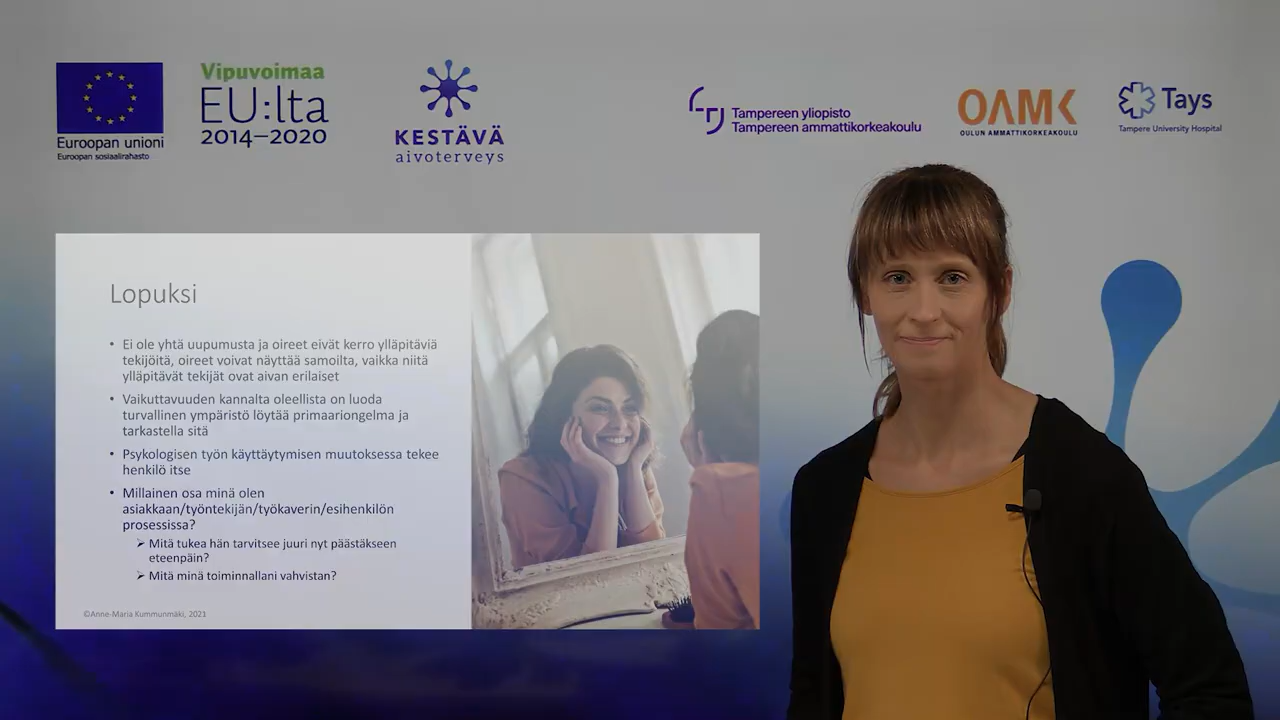 Euroopan unioni
Euroopan sosiaalirahasto
Vipuvoimaa
EU:lta
2014–2020
KESTÄVÄ
aivoterveys
Tampereen yliopisto
Tampereen ammattikorkeakoulu
OAMK
OULUN AMMATTIKORKEAKOULU
Tays
Tampere University Hospital
Lopuksi
• Ei ole yhtä uupumusta ja oireet eivät kerro ylläpitäviä
tekijöitä, oireet voivat näyttää samoilta, vaikka niitä
ylläpitävät tekijät ovat aivan erilaiset
• Vaikuttavuuden kannalta oleellista on luoda
turvallinen ympäristö löytää primaariongelma ja
tarkastella sitä
• Psykologisen työn käyttäytymisen muutoksessa tekee
henkilö itse
• Millainen osa minä olen
asiakkaan/työntekijän/työkaverin/esihenkilön
prosessissa?
➢ Mitä tukea hän tarvitsee juuri nyt päästäkseen
eteenpäin?
➢ Mitä minä toiminnallani vahvistan?
©Anne-Maria Kummunmäki, 2021